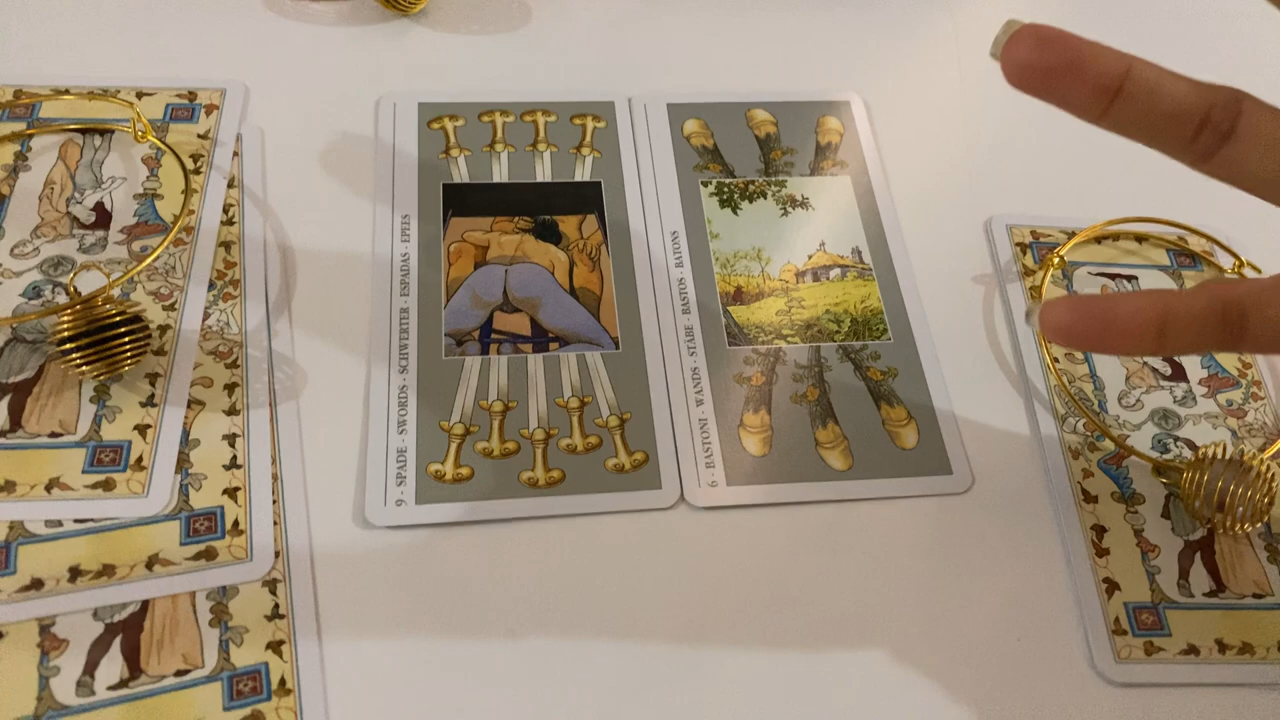 9 - SPADE - SWORDS - SCHWERTER - ESPADAS - EPEES
6 - BASTONI - WANDS - STÄBE - BASTOS - BATONS